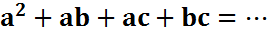 a² + ab + ac + bc = ⋯